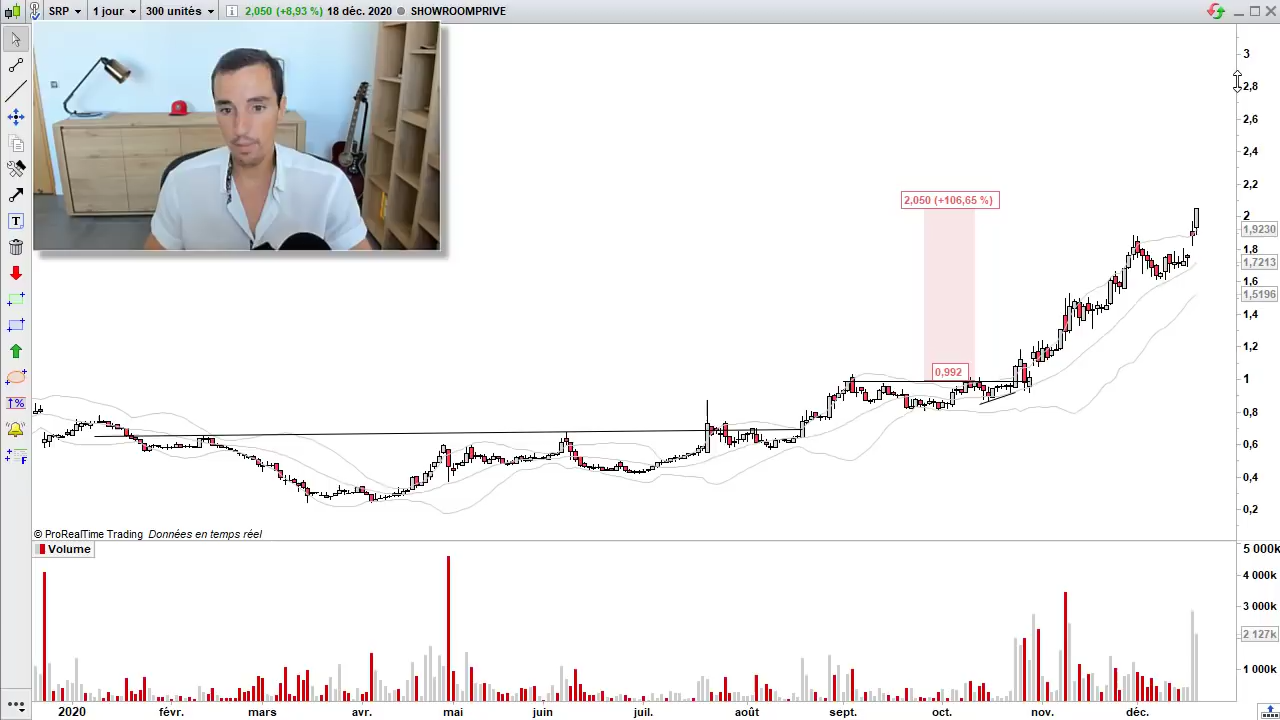 SRP 1 jour 300 unités 2,050 (+8,93 %) 18 déc. 2020 SHOWROOMPRIVE
3
2,8
2,6
2,4
2,2
2,050 (+106,65 %)
2
1,9230
1,8
1,7213
1,6
1,5196
1,4
1,2
0,992
1
0,8
0,6
0,4
0,2
© ProRealTime Trading Données en temps réel
Volume
5 000k
4 000k
3 000k
2 127k
1 000k
2020 févr. mars avr. mai juin juil. août sept. oct. nov. déc.